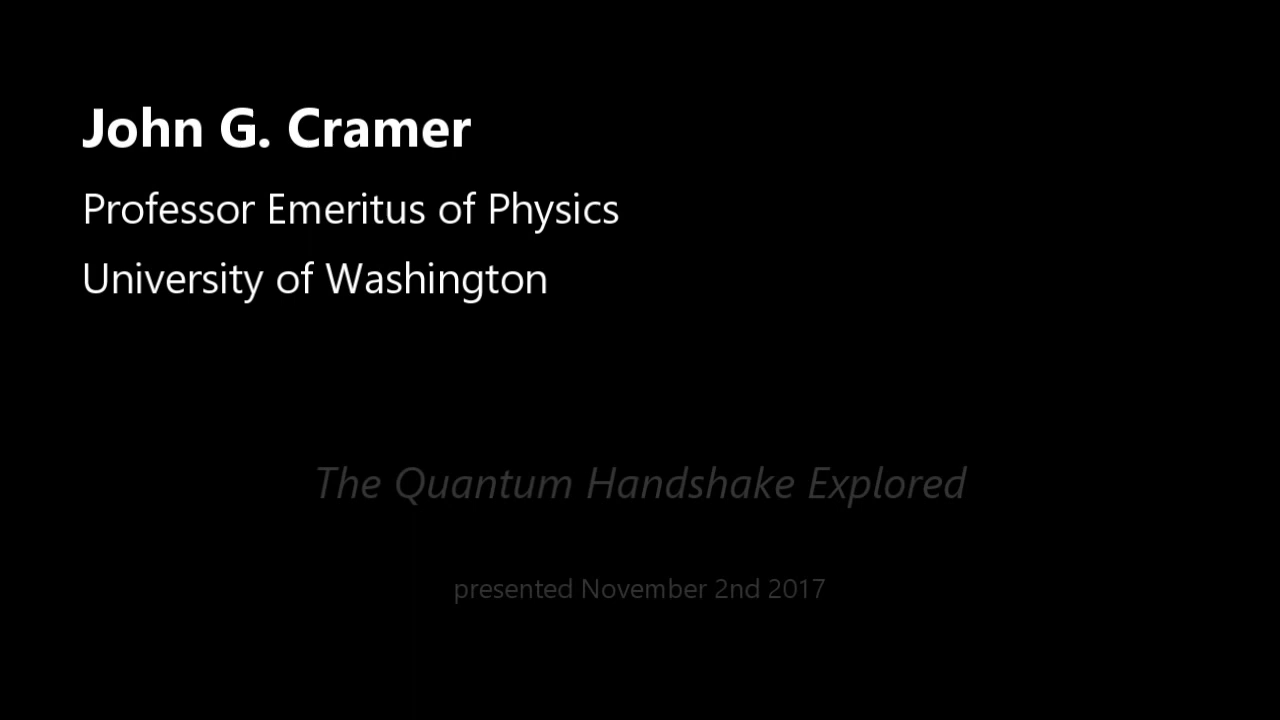 John G. Cramer
Professor Emeritus of Physics
University of Washington
The Quantum Handshake Explored
presented November 2nd 2017